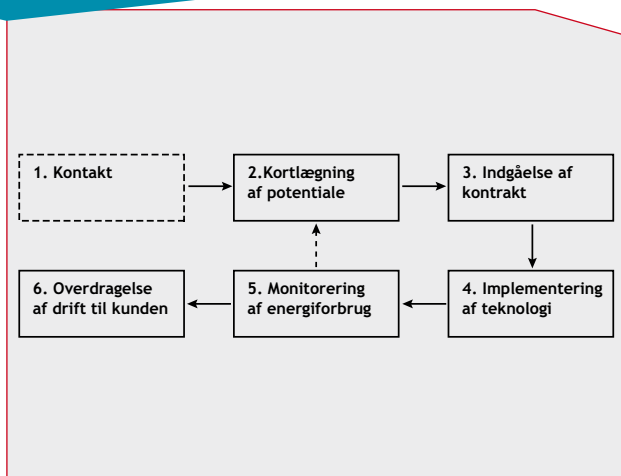 1. Kontakt
2.Kortlægning
af potentiale
3. Indgåelse af
kontrakt
4. Implementering
af teknologi
5. Monitorering
af energiforbrug
6. Overdragelse
af drift til kunden